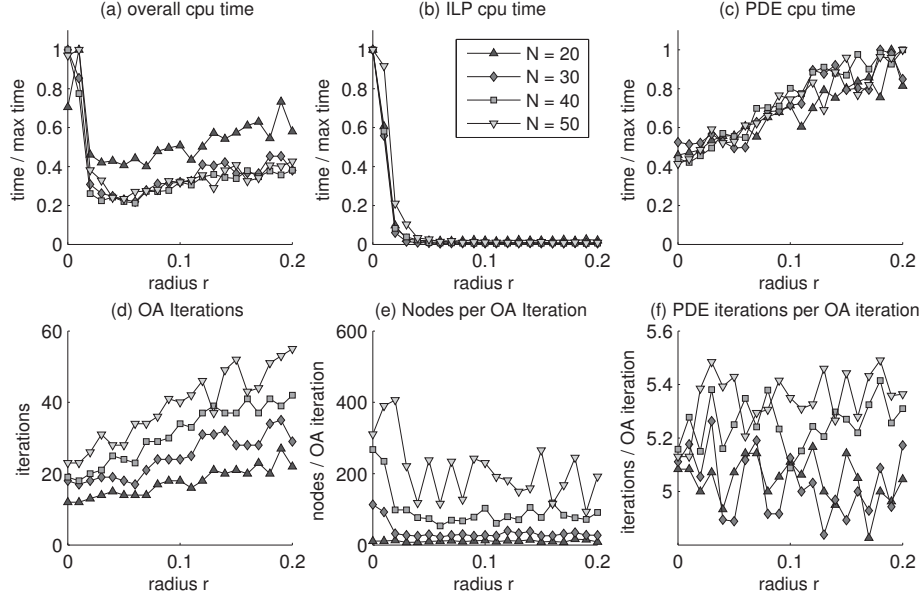 (a) overall cpu time
time / max time
1
0.8
0.6
0.4
0.2
0
0
0.1
0.2
radius r
(b) ILP cpu time
time / max time
1
0.8
0.6
0.4
0.2
0
0
0.1
0.2
radius r
N = 20
N = 30
N = 40
N = 50
(c) PDE cpu time
time / max time
1
0.8
0.6
0.4
0.2
0
0
0.1
0.2
radius r
(d) OA Iterations
iterations
60
40
20
0
0
0.1
0.2
radius r
(e) Nodes per OA Iteration
nodes / OA iteration
600
400
200
0
0
0.1
0.2
radius r
(f) PDE iterations per OA iteration
iterations / OA iteration
5.6
5.4
5.2
5
0
0.1
0.2
radius r